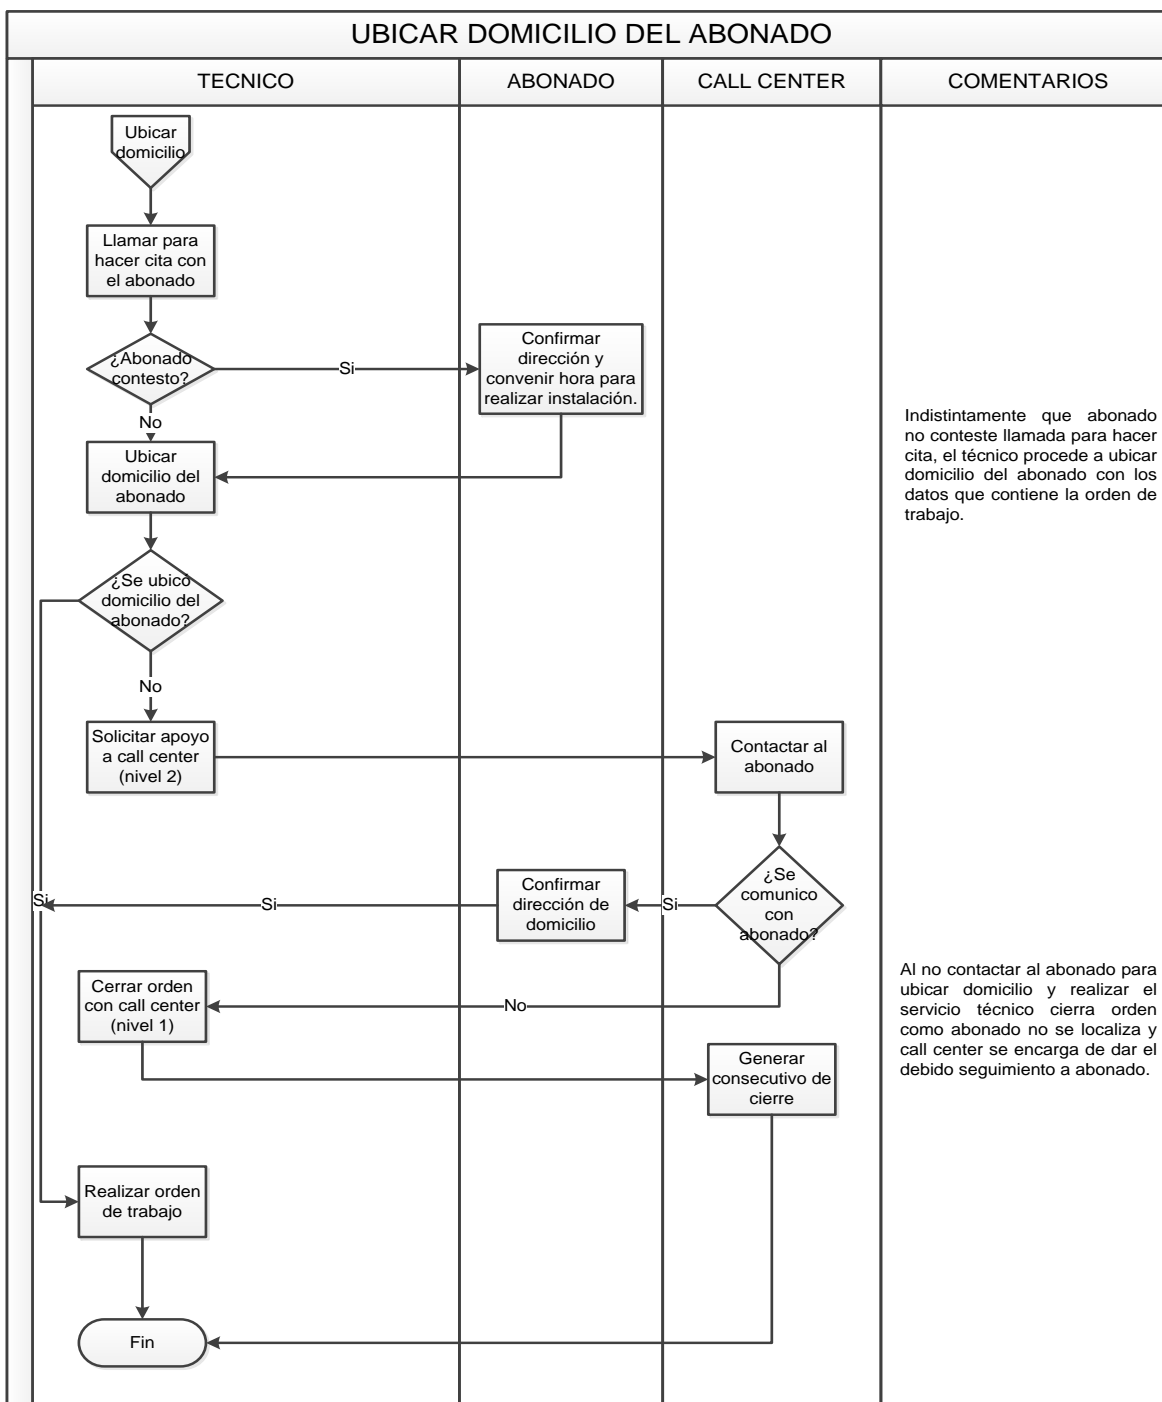 UBICAR DOMICILIO DEL ABONADO
TECNICO
ABONADO
CALL CENTER
COMENTARIOS
Ubicar
domicilio
Llamar para
hacer cita con
el abonado
¿Abonado
contesto?
Si
Confirmar
dirección y
convenir hora para
realizar instalación.
No
Ubicar
domicilio del
abonado
Indistintamente que abonado
no conteste llamada para hacer
cita, el técnico procede a ubicar
domicilio del abonado con los
datos que contiene la orden de
trabajo.
¿Se ubico
domicilio del
abonado?
No
Solicitar apoyo
a call center
(nivel 2)
Contactar al
abonado
¿Se
comunico
con
abonado?
Si
Confirmar
dirección de
domicilio
Si
Si
Cerrar orden
con call center
(nivel 1)
No
Al no contactar al abonado para
ubicar domicilio y realizar el
servicio técnico cierra orden
como abonado no se localiza y
call center se encarga de dar el
debido seguimiento a abonado.
Generar
consecutivo de
cierre
Realizar orden
de trabajo
Fin